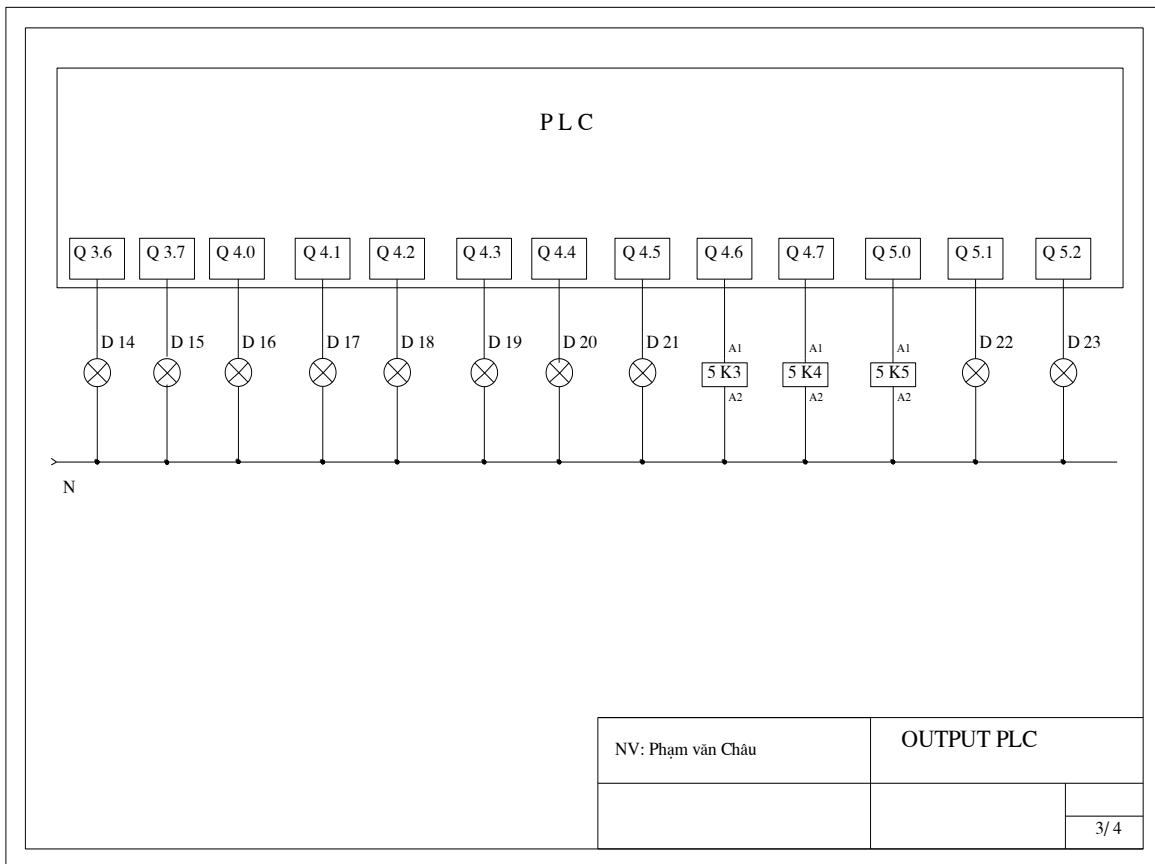 P L C
Q 3.6 Q 3.7 Q 4.0 Q 4.1 Q 4.2 Q 4.3 Q 4.4 Q 4.5 Q 4.6 Q 4.7 Q 5.0 Q 5.1 Q 5.2
D 14 D 15 D 16 D 17 D 18 D 19 D 20 D 21 A1 A1 A1 D 22 D 23
5 K3 5 K4 5 K5
A2 A2 A2
N
NV: Phạm văn Châu
OUTPUT PLC
3/ 4